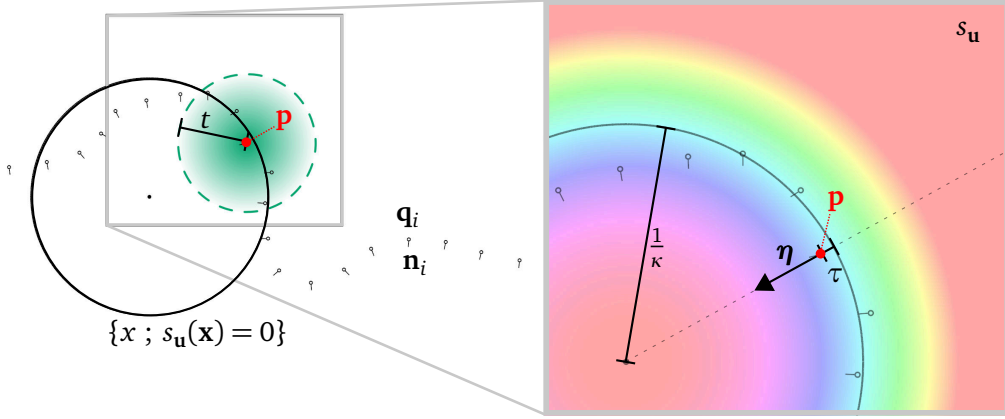 t
p
q_i
n_i
{x ; s_u(x) = 0}
s_u
p
1/κ
η
τ